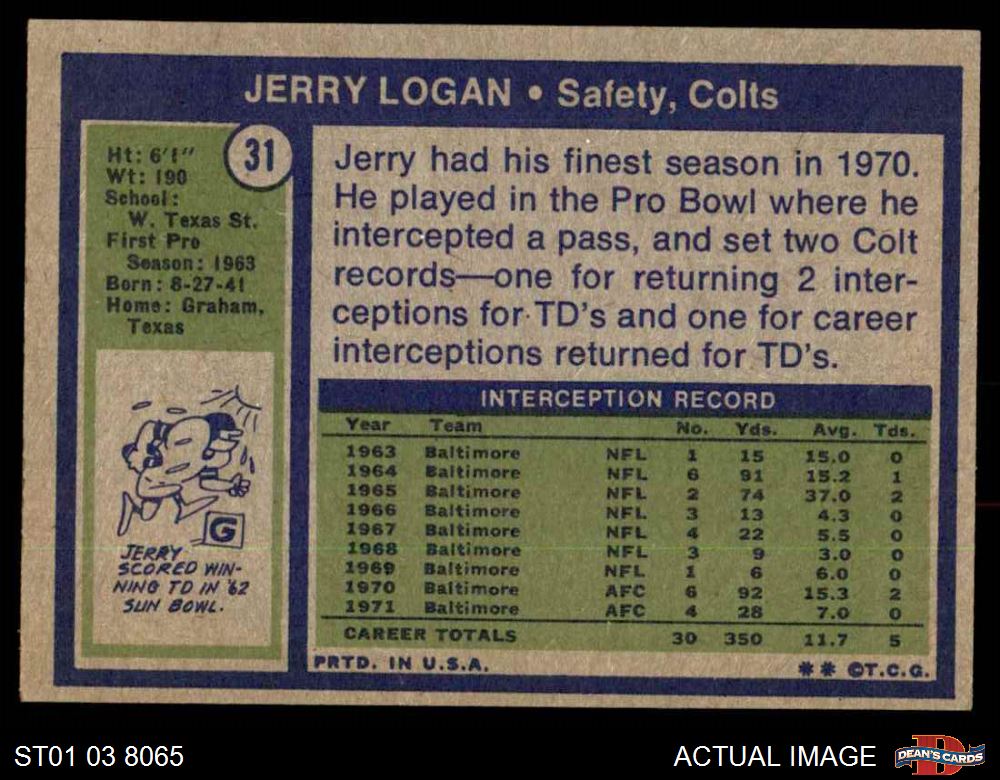 JERRY LOGAN • Safety, Colts
31
Ht: 6'1"
Wt: 190
School:
W. Texas St.
First Pro
Season: 1963
Born: 8-27-41
Home: Graham,
Texas
G
JERRY
SCORED WIN-
NING TD IN '62
SUN BOWL.
Jerry had his finest season in 1970.
He played in the Pro Bowl where he
intercepted a pass, and set two Colt
records—one for returning 2 inter-
ceptions for TD's and one for career
interceptions returned for TD's.
INTERCEPTION RECORD
Year Team No. Yds. Avg. Tds.
1963 Baltimore NFL 1 15 15.0 0
1964 Baltimore NFL 6 91 15.2 1
1965 Baltimore NFL 2 74 37.0 2
1966 Baltimore NFL 3 13 4.3 0
1967 Baltimore NFL 4 22 5.5 0
1968 Baltimore NFL 3 9 3.0 0
1969 Baltimore NFL 1 6 6.0 0
1970 Baltimore AFC 6 92 15.3 2
1971 Baltimore AFC 4 28 7.0 0
CAREER TOTALS 30 350 11.7 5
PRTD. IN U.S.A. ** ©T.C.G.
ST01 03 8065 ACTUAL IMAGE
D
DEAN'S CARDS